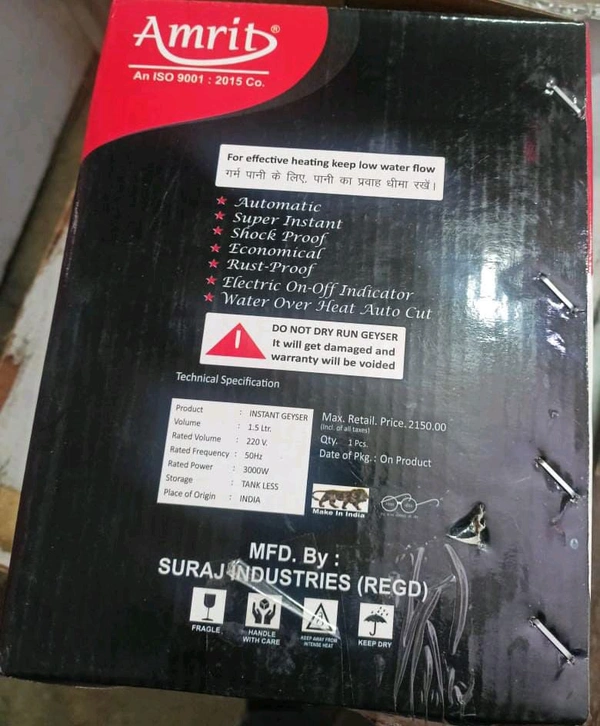 Amrit®
An ISO 9001 : 2015 Co.
For effective heating keep low water flow
गर्म पानी के लिए, पानी का प्रवाह धीमा रखें।
Automatic
Super Instant
Shock Proof
Economical
Rust-Proof
Electric On-Off Indicator
Water Over Heat Auto Cut
!
DO NOT DRY RUN GEYSER
It will get damaged and
warranty will be voided
Technical Specification
Product : INSTANT GEYSER
Volume : 1.5 Ltr.
Rated Volume : 220 V.
Rated Frequency : 50Hz
Rated Power : 3000W
Storage : TANK LESS
Place of Origin : INDIA
Max. Retail. Price. 2150.00
(Incl. of all taxes)
Qty. 1 Pcs.
Date of Pkg.: On Product
Make In India
MFD. By :
SURAJ INDUSTRIES (REGD)
FRAGLE
HANDLE
WITH CARE
KEEP AWAY FROM
INTENSE HEAT
KEEP DRY